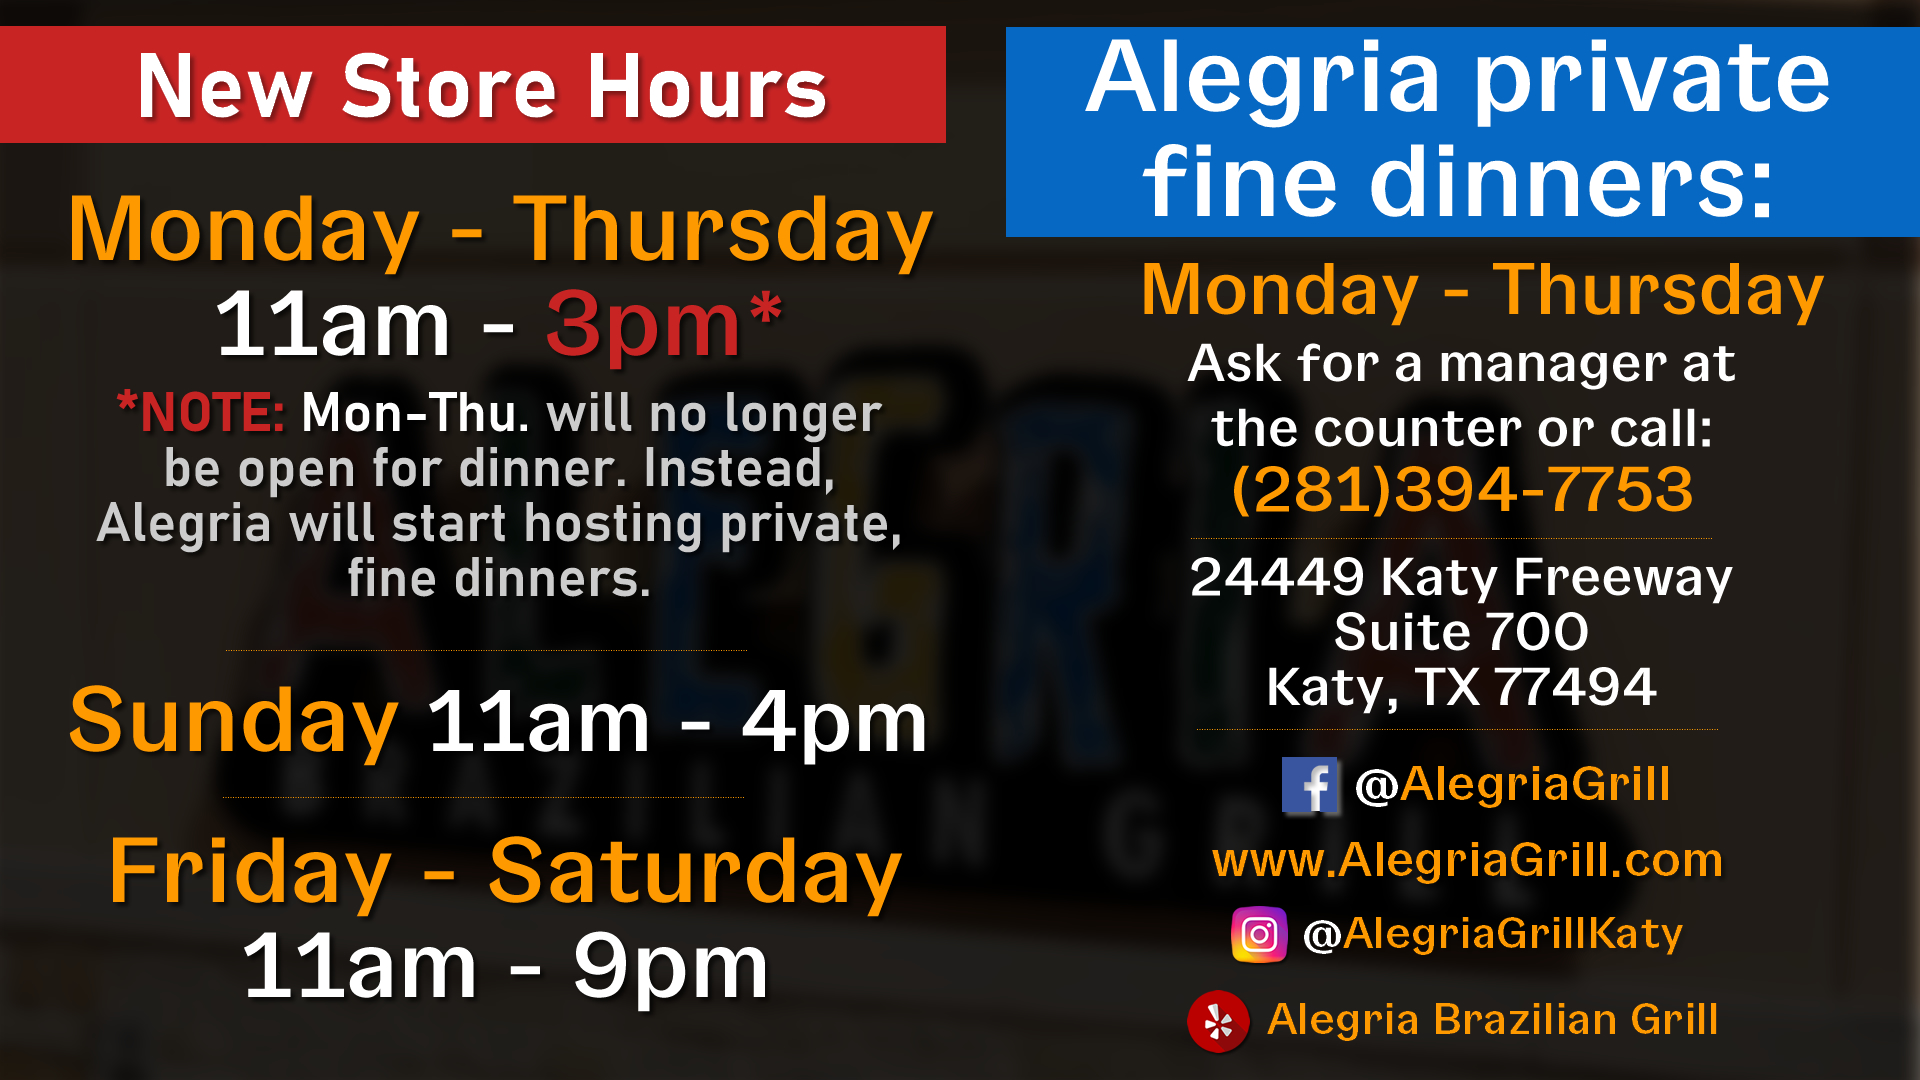 New Store Hours
Monday - Thursday
11am - 3pm*
*NOTE: Mon-Thu. will no longer
be open for dinner. Instead,
Alegria will start hosting private,
fine dinners.
Sunday 11am - 4pm
Friday - Saturday
11am - 9pm
Alegria private
fine dinners:
Monday - Thursday
Ask for a manager at
the counter or call:
(281)394-7753
24449 Katy Freeway
Suite 700
Katy, TX 77494
@AlegriaGrill
www.AlegriaGrill.com
@AlegriaGrillKaty
Alegria Brazilian Grill
ALEGRIA
BRAZILIAN GRILL